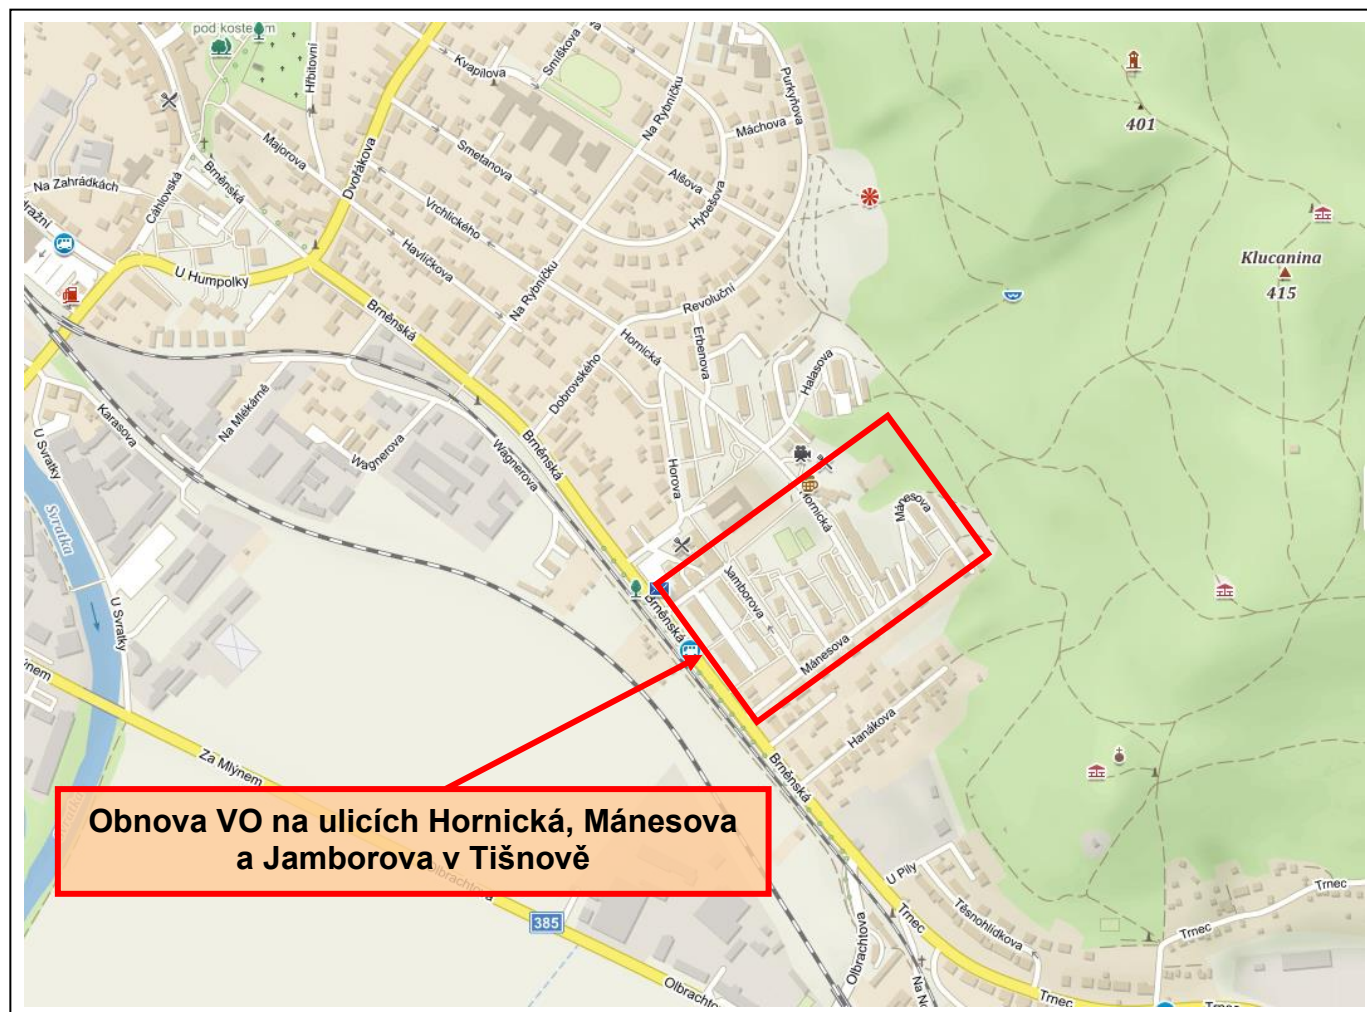 pod kostelem
Hřbitovní
Kvapilova
Smíškova
Na Rybníčku
Purkyňova
Máchova
401
Majorova
Dvořákova
Smetanova
Alšova
Hybešova
Brněnská
Na Zahrádkách
Cáhlovská
Vrchlického
Havlíčkova
Na Rybníčku
U Humpolky
Klucanina
415
Brněnská
Revoluční
Erbenova
Hornická
Halasova
Dobrovského
Na Mlékárně
Karasova
U Svratky
Wagnerova
Wagnerova
Brněnská
Horova
Hornická
Mánesova
Svratka
Jamborova
U Svratky
Brněnská
Mánesova
Hanákova
Za Mlýnem
Brněnská
Obnova VO na ulicích Hornická, Mánesova
a Jamborova v Tišnově
385
U Pily
Trnec
Těsnohlídkova
Trnec
Trnec
Olbrachtova
Trnec